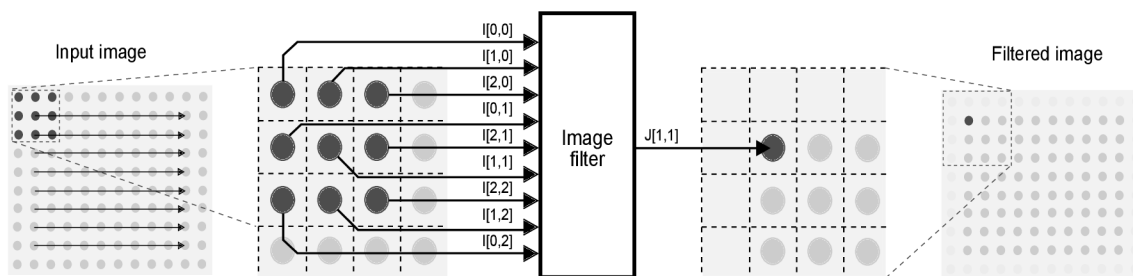 Input image
I[0,0]
I[1,0]
I[2,0]
I[0,1]
I[2,1]
I[1,1]
I[2,2]
I[1,2]
I[0,2]
Image
filter
J[1,1]
Filtered image